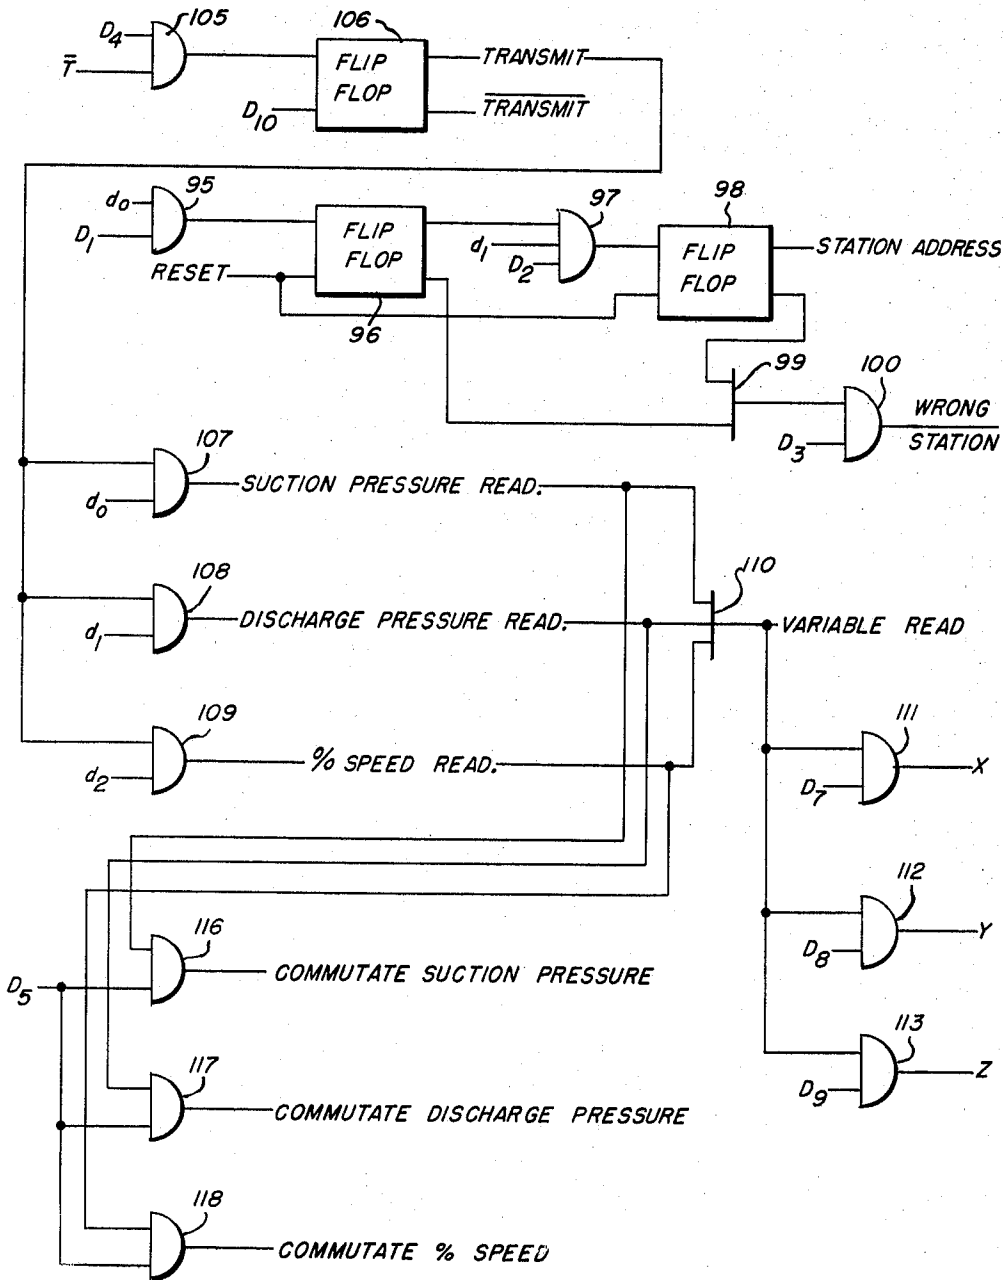 105
106
D4
T̅
FLIP
FLOP
TRANSMIT
D10
T̅R̅A̅N̅S̅M̅I̅T̅
95
97
98
d0
D1
FLIP
FLOP
d1
D2
FLIP
FLOP
STATION ADDRESS
RESET
96
99
100
WRONG
STATION
D3
107
d0
SUCTION PRESSURE READ.
108
110
d1
DISCHARGE PRESSURE READ.
VARIABLE READ
109
111
d2
% SPEED READ.
X
D7
112
D8
Y
116
D5
COMMUTATE SUCTION PRESSURE
113
D9
Z
117
COMMUTATE DISCHARGE PRESSURE
118
COMMUTATE % SPEED